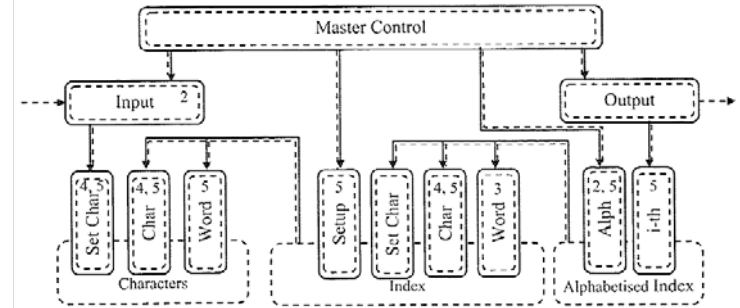 Master Control
Input 2
Output
4, 5 Set Char
4, 5 Char
5 Word
5 Setup
Set Char
4, 5 Char
3 Word
2, 5 Alph
5 i-th
Characters
Index
Alphabetised Index